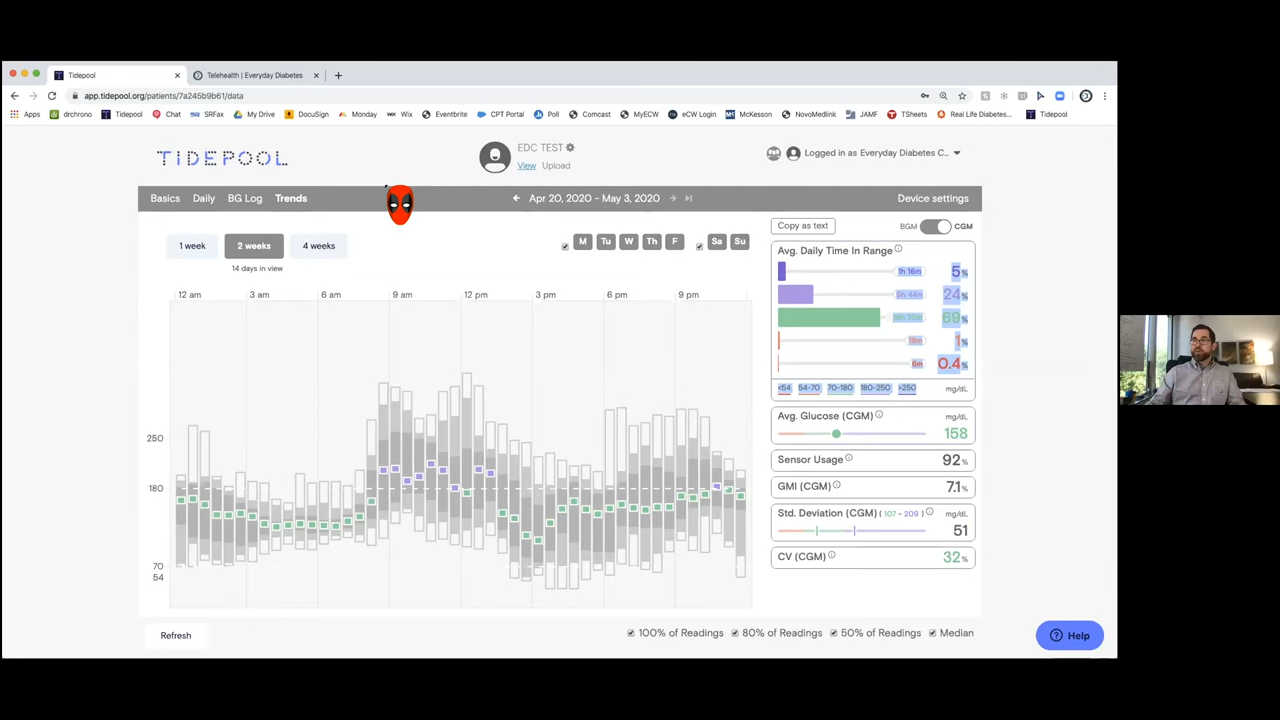 Tidepool
Telehealth | Everyday Diabetes
app.tidepool.org/patients/7a245b9b61/data
Apps drchrono Tidepool Chat SRFax My Drive DocuSign Monday Wix Eventbrite CPT Portal Poll Comcast MyECW eCW Login McKesson NovoMedlink JAMF TSheets Real Life Diabetes... Tidepool
TIDEPOOL
EDC TEST
View Upload
Logged in as Everyday Diabetes C...
Basics Daily BG Log Trends
Apr 20, 2020 - May 3, 2020
Device settings
1 week 2 weeks 4 weeks
14 days in view
M Tu W Th F Sa Su
12 am 3 am 6 am 9 am 12 pm 3 pm 6 pm 9 pm
250
180
70
54
Copy as text
BGM CGM
Avg. Daily Time In Range
1h 16m 5%
5h 44m 24%
69%
18m 1%
6m 0.4%
<54 54-70 70-180 180-250 >250 mg/dL
Avg. Glucose (CGM) mg/dL
158
Sensor Usage 92%
GMI (CGM) 7.1%
Std. Deviation (CGM) (107 - 209) mg/dL
51
CV (CGM) 32%
Refresh
100% of Readings 80% of Readings 50% of Readings Median
Help